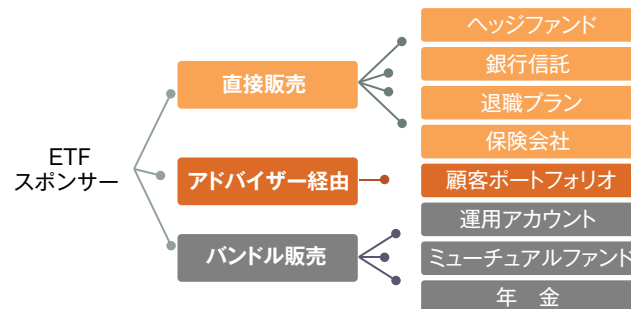 ETF
スポンサー
直接販売
アドバイザー経由
バンドル販売
ヘッジファンド
銀行信託
退職プラン
保険会社
顧客ポートフォリオ
運用アカウント
ミューチュアルファンド
年　金